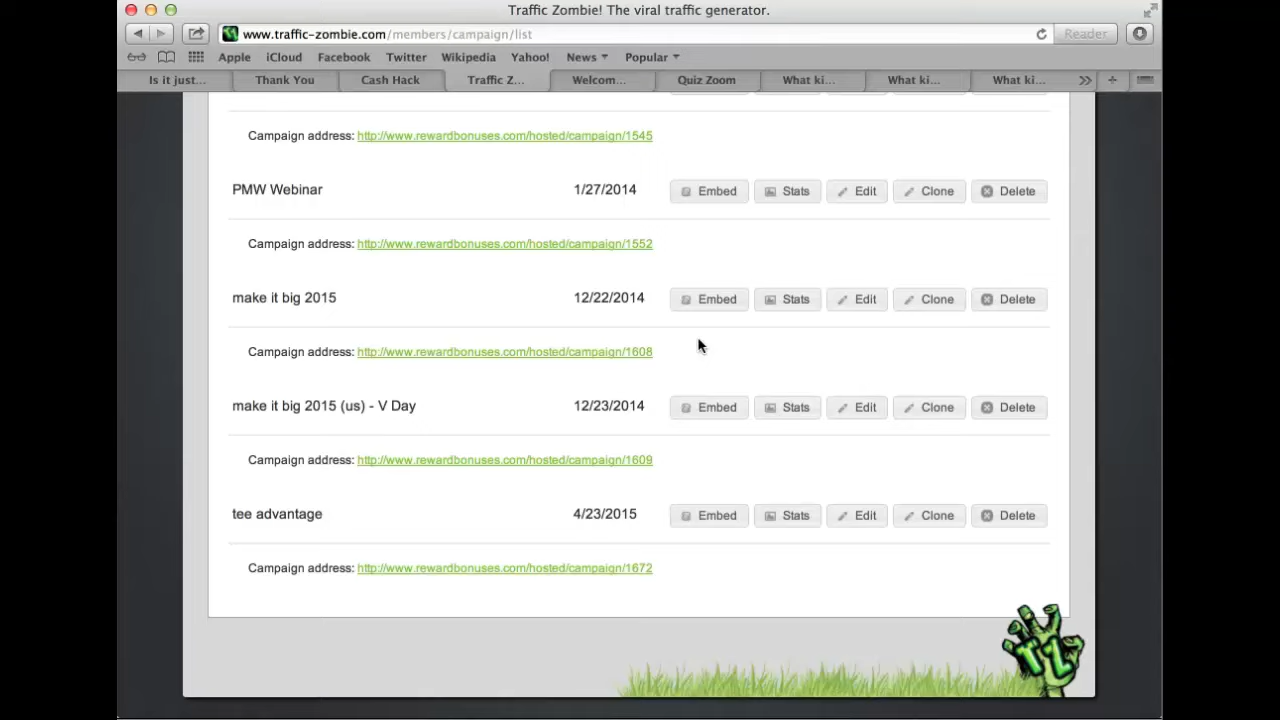 Traffic Zombie! The viral traffic generator.
www.traffic-zombie.com/members/campaign/list
Reader
Apple iCloud Facebook Twitter Wikipedia Yahoo! News Popular
Is it just... Thank You Cash Hack Traffic Z... Welcom... Quiz Zoom What ki... What ki... What ki...
Campaign address: http://www.rewardbonuses.com/hosted/campaign/1545
PMW Webinar 1/27/2014 Embed Stats Edit Clone Delete
Campaign address: http://www.rewardbonuses.com/hosted/campaign/1552
make it big 2015 12/22/2014 Embed Stats Edit Clone Delete
Campaign address: http://www.rewardbonuses.com/hosted/campaign/1608
make it big 2015 (us) - V Day 12/23/2014 Embed Stats Edit Clone Delete
Campaign address: http://www.rewardbonuses.com/hosted/campaign/1609
tee advantage 4/23/2015 Embed Stats Edit Clone Delete
Campaign address: http://www.rewardbonuses.com/hosted/campaign/1672
TZ